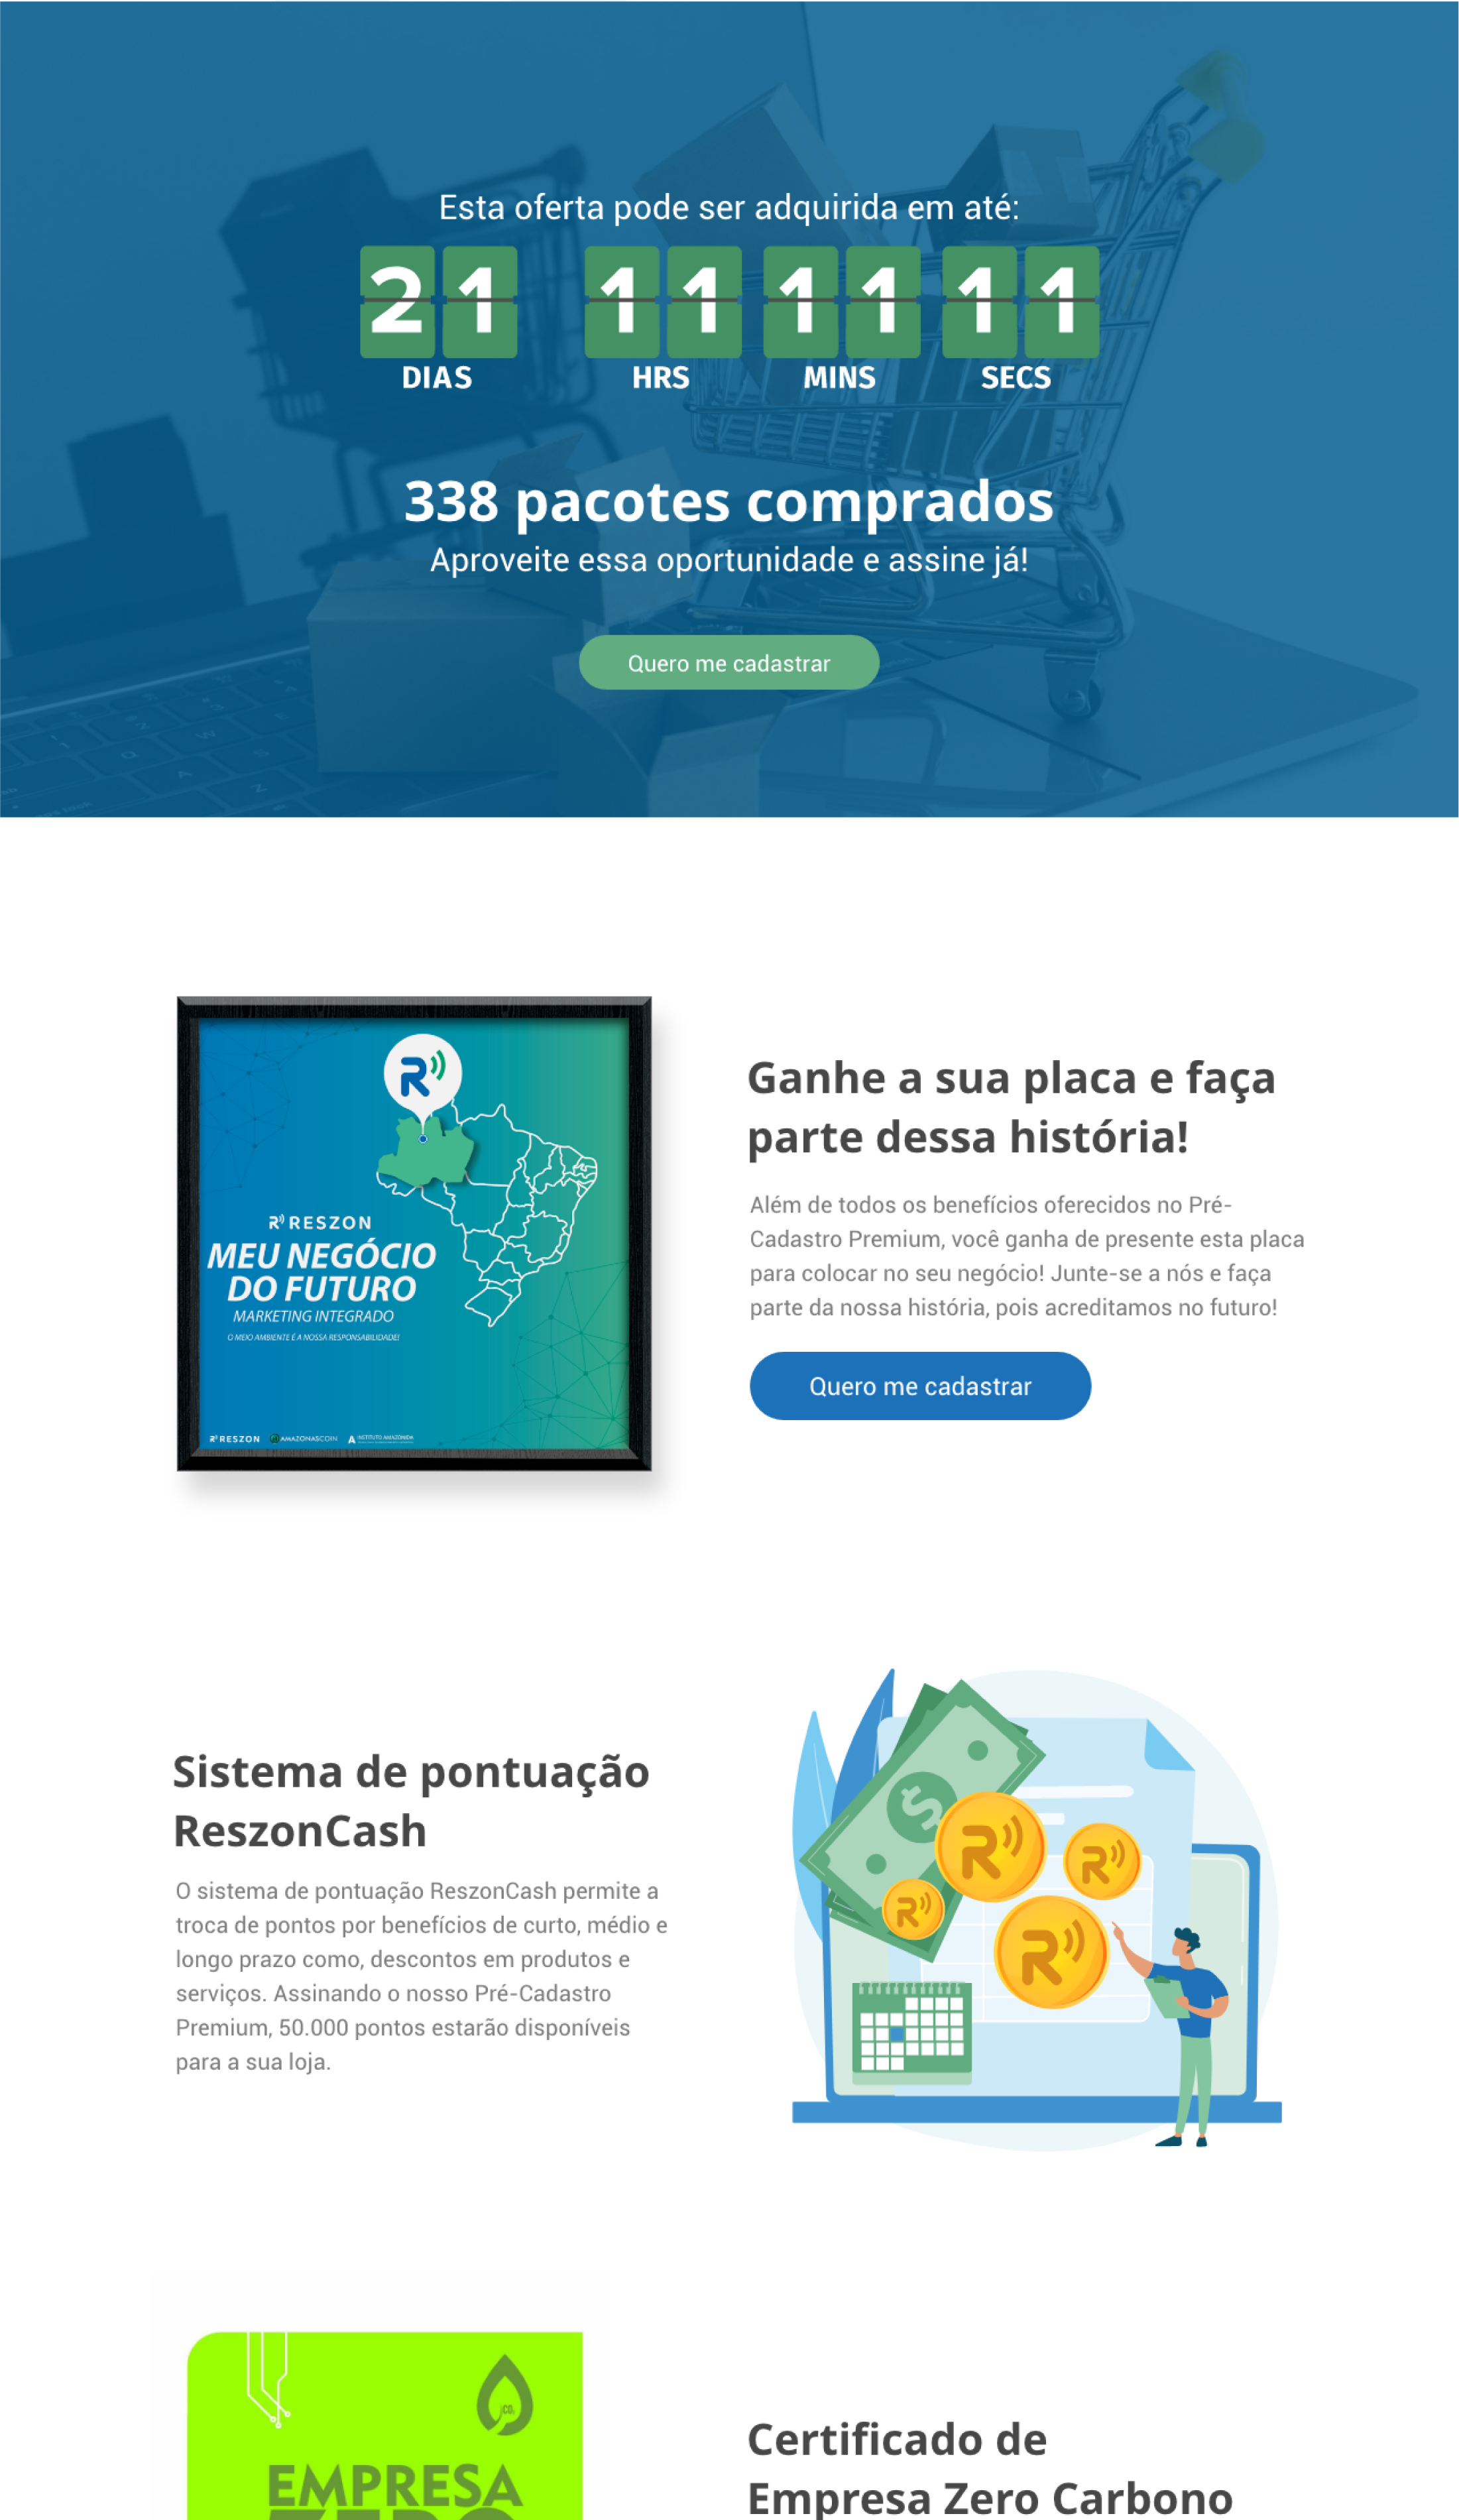 Esta oferta pode ser adquirida em até:
21 11 11 11
DIAS HRS MINS SECS
338 pacotes comprados
Aproveite essa oportunidade e assine já!
Quero me cadastrar
RESZON
MEU NEGÓCIO
DO FUTURO
MARKETING INTEGRADO
O MEIO AMBIENTE É A NOSSA RESPONSABILIDADE!
RESZON AMAZONASCOIN INSTITUTO AMAZÔNIDA
Ganhe a sua placa e faça
parte dessa história!
Além de todos os benefícios oferecidos no Pré-
Cadastro Premium, você ganha de presente esta placa
para colocar no seu negócio! Junte-se a nós e faça
parte da nossa história, pois acreditamos no futuro!
Quero me cadastrar
Sistema de pontuação
ReszonCash
O sistema de pontuação ReszonCash permite a
troca de pontos por benefícios de curto, médio e
longo prazo como, descontos em produtos e
serviços. Assinando o nosso Pré-Cadastro
Premium, 50.000 pontos estarão disponíveis
para a sua loja.
CO₂
EMPRESA
Certificado de
Empresa Zero Carbono